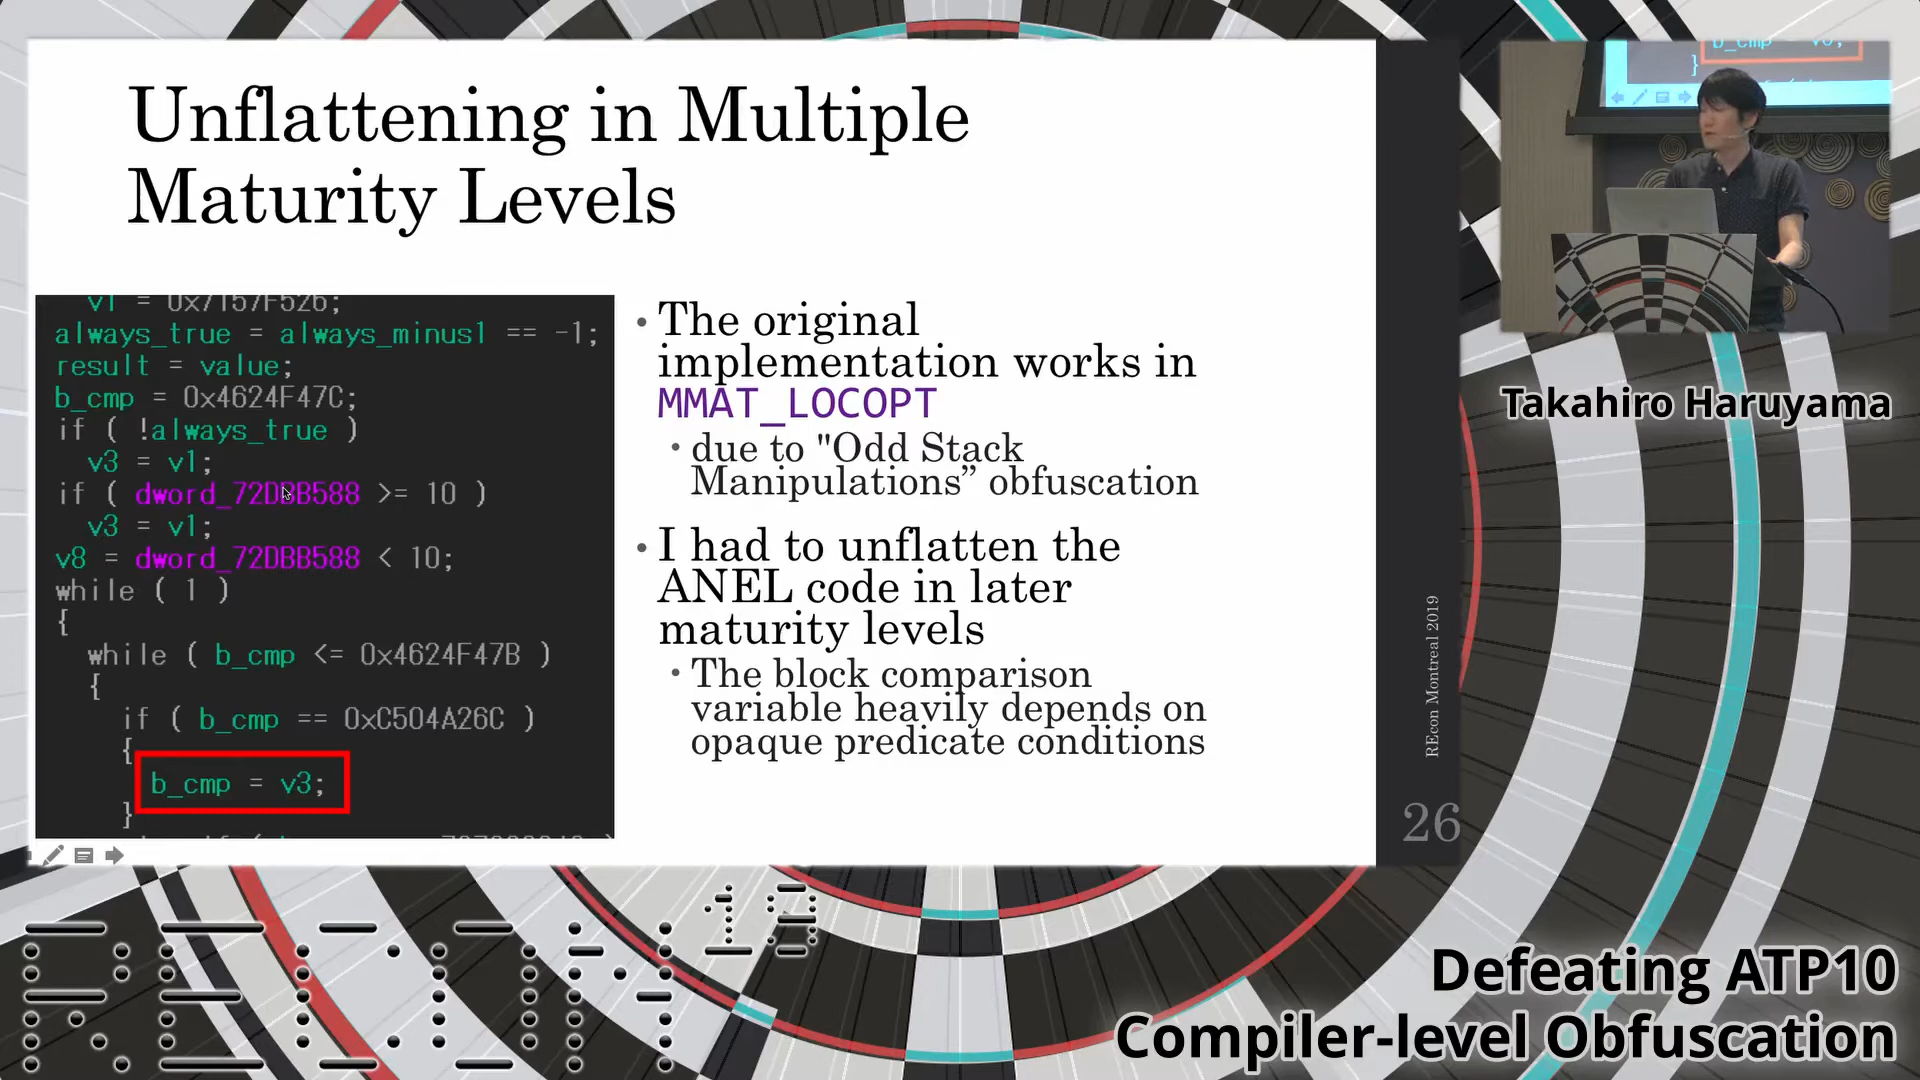 Unflattening in Multiple
Maturity Levels
v1 = 0x7157F526;
always_true = always_minus1 == -1;
result = value;
b_cmp = 0x4624F47C;
if ( !always_true )
v3 = v1;
if ( dword_72DBB588 >= 10 )
v3 = v1;
v8 = dword_72DBB588 < 10;
while ( 1 )
{
while ( b_cmp <= 0x4624F47B )
{
if ( b_cmp == 0xC504A26C )
{
b_cmp = v3;
}
• The original
implementation works in
MMAT_LOCOPT
• due to "Odd Stack
Manipulations” obfuscation
• I had to unflatten the
ANEL code in later
maturity levels
• The block comparison
variable heavily depends on
opaque predicate conditions
REcon Montreal 2019
26
Takahiro Haruyama
RECON 19
Defeating ATP10
Compiler-level Obfuscation